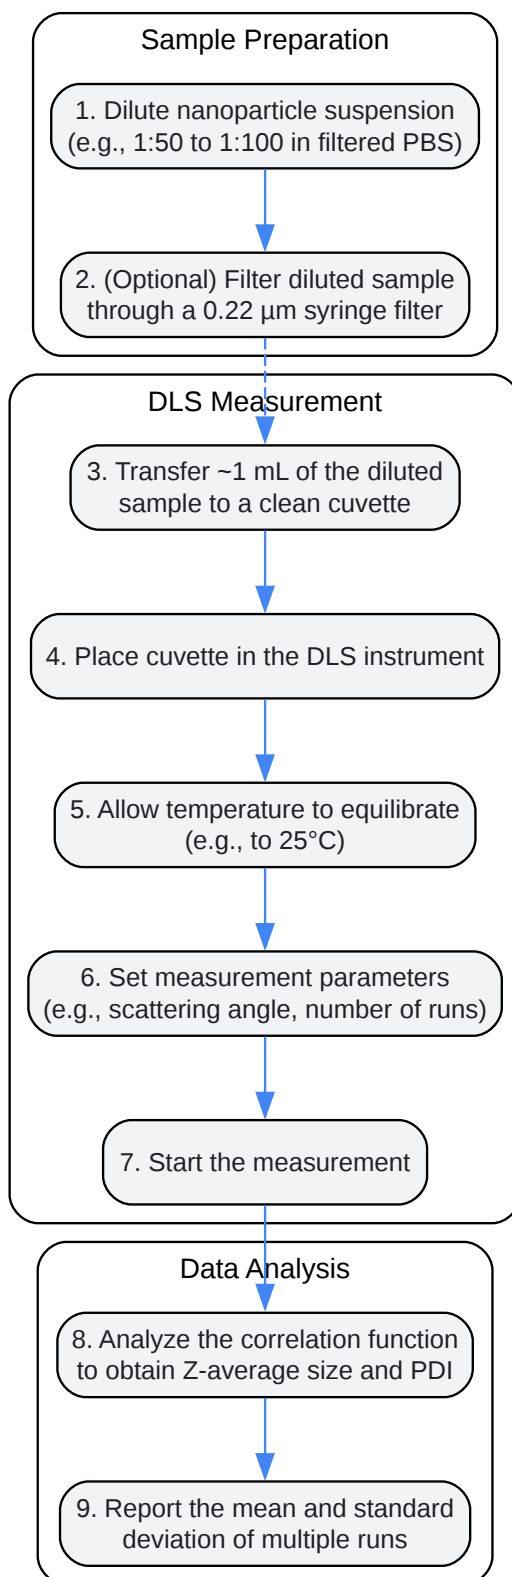 Sample Preparation
1. Dilute nanoparticle suspension
(e.g., 1:50 to 1:100 in filtered PBS)
2. (Optional) Filter diluted sample
through a 0.22 µm syringe filter
DLS Measurement
3. Transfer ~1 mL of the diluted
sample to a clean cuvette
4. Place cuvette in the DLS instrument
5. Allow temperature to equilibrate
(e.g., to 25°C)
6. Set measurement parameters
(e.g., scattering angle, number of runs)
7. Start the measurement
Data Analysis
8. Analyze the correlation function
to obtain Z-average size and PDI
9. Report the mean and standard
deviation of multiple runs